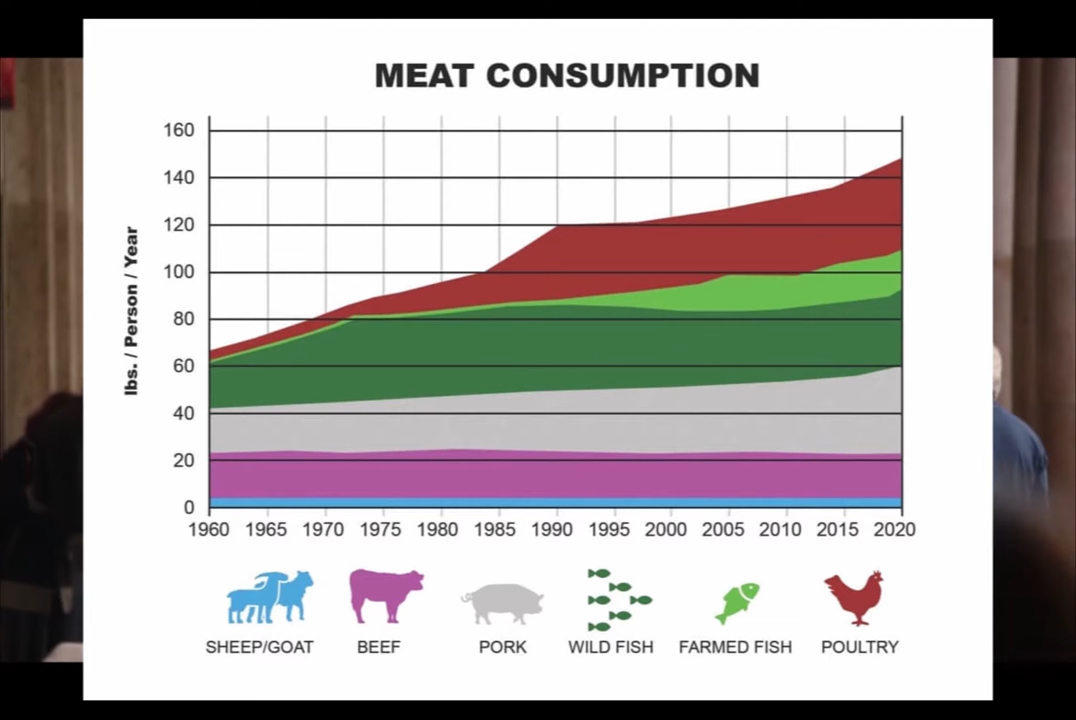 MEAT CONSUMPTION
lbs. / Person / Year
160
140
120
100
80
60
40
20
0
1960 1965 1970 1975 1980 1985 1990 1995 2000 2005 2010 2015 2020
SHEEP/GOAT BEEF PORK WILD FISH FARMED FISH POULTRY